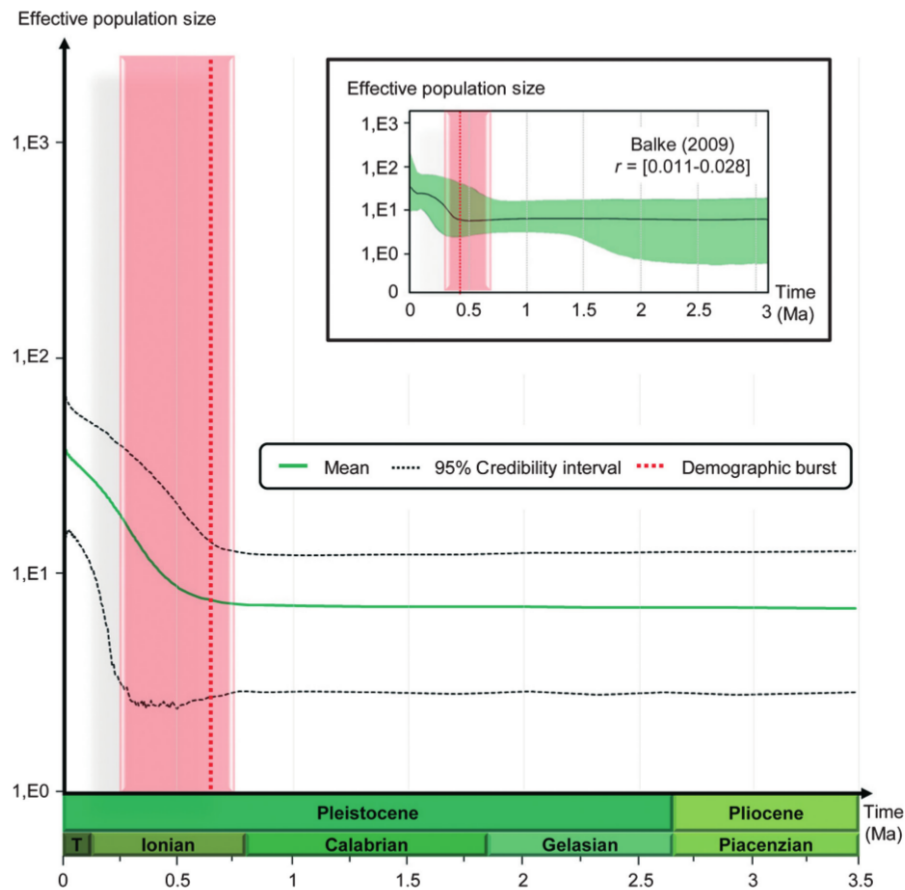 Effective population size
1,E3
1,E2
1,E1
1,E0
Effective population size
1,E3
1,E2
1,E1
1,E0
0
Balke (2009)
r = [0.011-0.028]
0 0.5 1 1.5 2 2.5 3
Time
(Ma)
Mean 95% Credibility interval Demographic burst
Pleistocene Pliocene
T Ionian Calabrian Gelasian Piacenzian
Time
(Ma)
0 0.5 1 1.5 2 2.5 3 3.5